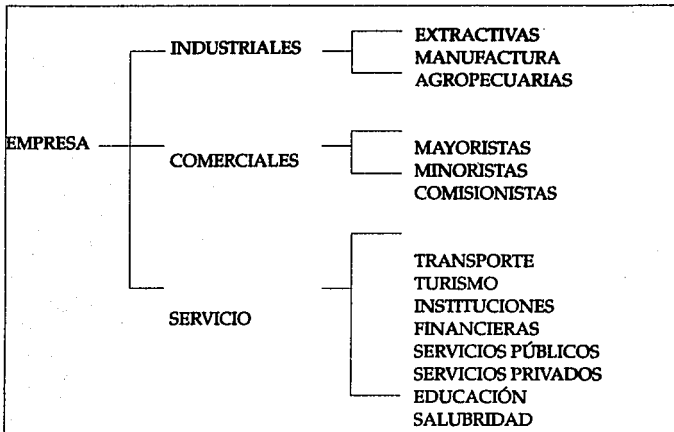 EMPRESA
INDUSTRIALES
EXTRACTIVAS
MANUFACTURA
AGROPECUARIAS
COMERCIALES
MAYORISTAS
MINORISTAS
COMISIONISTAS
SERVICIO
TRANSPORTE
TURISMO
INSTITUCIONES
FINANCIERAS
SERVICIOS PÚBLICOS
SERVICIOS PRIVADOS
EDUCACIÓN
SALUBRIDAD